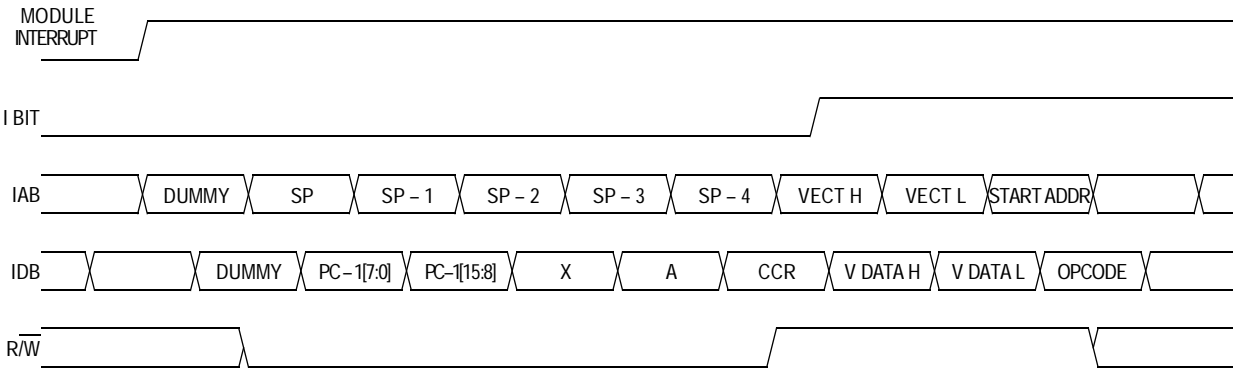 MODULE
INTERRUPT
I BIT
IAB DUMMY SP SP – 1 SP – 2 SP – 3 SP – 4 VECT H VECT L START ADDR
IDB DUMMY PC – 1[7:0] PC–1[15:8] X A CCR V DATA H V DATA L OPCODE
R/W